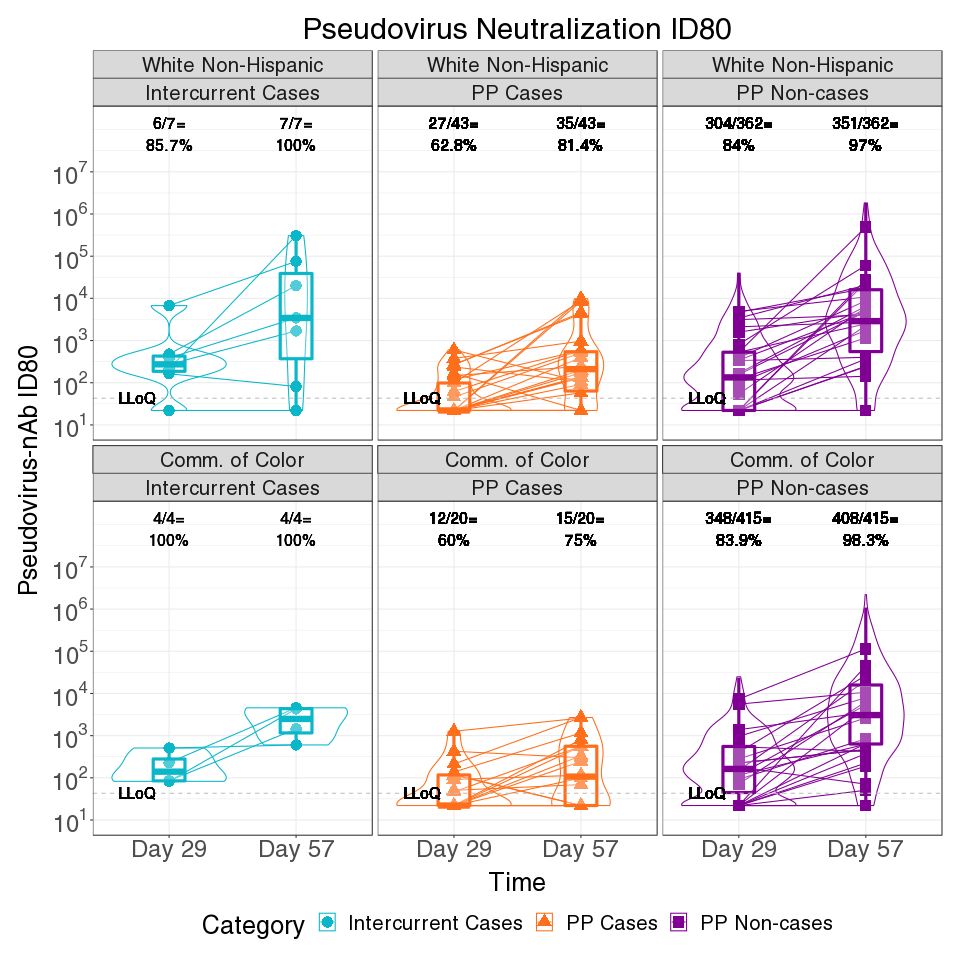 Pseudovirus Neutralization ID80
White Non-Hispanic White Non-Hispanic White Non-Hispanic
Intercurrent Cases PP Cases PP Non-cases
6/7= 7/7= 27/43= 35/43= 304/362= 351/362=
85.7% 100% 62.8% 81.4% 84% 97%
10^7
10^6
10^5
10^4
10^3
10^2
LLoQ LLoQ LLoQ
10^1
Pseudovirus-nAb ID80
Comm. of Color Comm. of Color Comm. of Color
Intercurrent Cases PP Cases PP Non-cases
4/4= 4/4= 12/20= 15/20= 348/415= 408/415=
100% 100% 60% 75% 83.9% 98.3%
10^7
10^6
10^5
10^4
10^3
10^2
LLoQ LLoQ LLoQ
10^1
Day 29 Day 57 Day 29 Day 57 Day 29 Day 57
Time
Category Intercurrent Cases PP Cases PP Non-cases